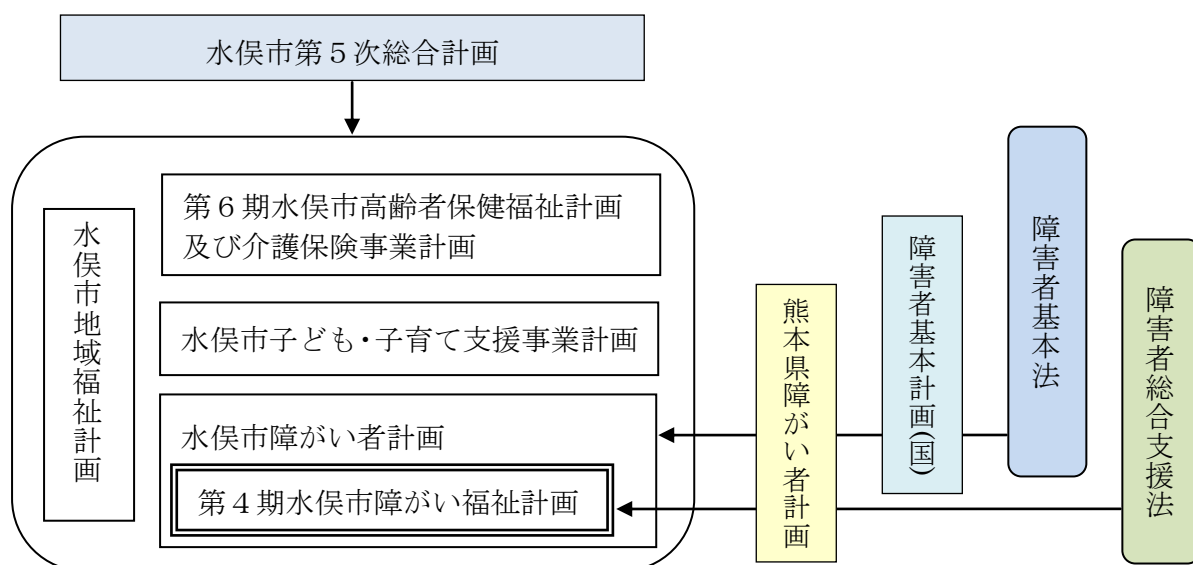 水俣市第５次総合計画
水俣市地域福祉計画
第６期水俣市高齢者保健福祉計画
及び介護保険事業計画
水俣市子ども・子育て支援事業計画
水俣市障がい者計画
第４期水俣市障がい福祉計画
熊本県障がい者計画
障害者基本計画(国)
障害者基本法
障害者総合支援法